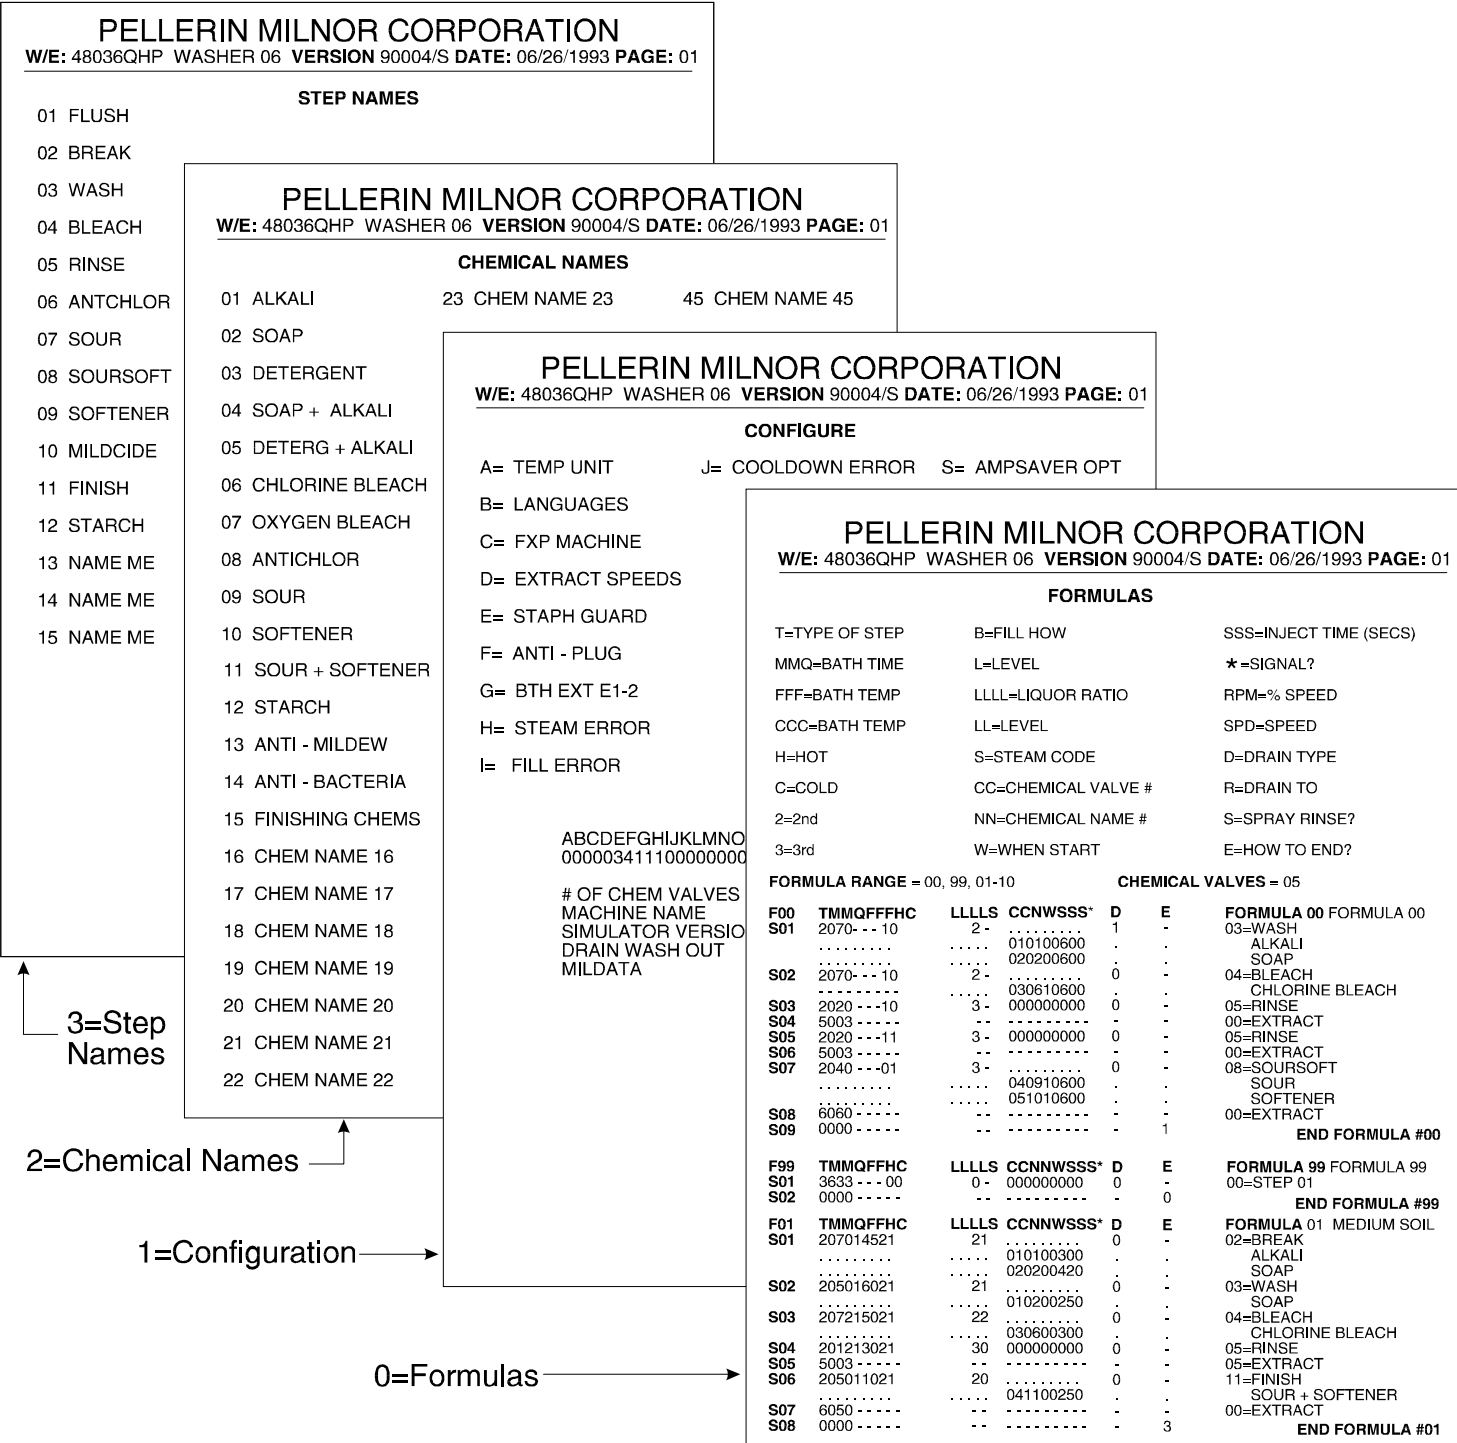 PELLERIN MILNOR CORPORATION
W/E: 48036QHP WASHER 06 VERSION 90004/S DATE: 06/26/1993 PAGE: 01
STEP NAMES
01 FLUSH
02 BREAK
03 WASH
04 BLEACH
05 RINSE
06 ANTCHLOR
07 SOUR
08 SOURSOFT
09 SOFTENER
10 MILDCIDE
11 FINISH
12 STARCH
13 NAME ME
14 NAME ME
15 NAME ME
3=Step
Names
PELLERIN MILNOR CORPORATION
W/E: 48036QHP WASHER 06 VERSION 90004/S DATE: 06/26/1993 PAGE: 01
CHEMICAL NAMES
01 ALKALI 23 CHEM NAME 23 45 CHEM NAME 45
02 SOAP
03 DETERGENT
04 SOAP + ALKALI
05 DETERG + ALKALI
06 CHLORINE BLEACH
07 OXYGEN BLEACH
08 ANTICHLOR
09 SOUR
10 SOFTENER
11 SOUR + SOFTENER
12 STARCH
13 ANTI - MILDEW
14 ANTI - BACTERIA
15 FINISHING CHEMS
16 CHEM NAME 16
17 CHEM NAME 17
18 CHEM NAME 18
19 CHEM NAME 19
20 CHEM NAME 20
21 CHEM NAME 21
22 CHEM NAME 22
2=Chemical Names
PELLERIN MILNOR CORPORATION
W/E: 48036QHP WASHER 06 VERSION 90004/S DATE: 06/26/1993 PAGE: 01
CONFIGURE
A= TEMP UNIT J= COOLDOWN ERROR S= AMPSAVER OPT
B= LANGUAGES
C= FXP MACHINE
D= EXTRACT SPEEDS
E= STAPH GUARD
F= ANTI - PLUG
G= BTH EXT E1-2
H= STEAM ERROR
I= FILL ERROR
ABCDEFGHIJKLMNO
000003411100000000
# OF CHEM VALVES
MACHINE NAME
SIMULATOR VERSIO
DRAIN WASH OUT
MILDATA
1=Configuration
PELLERIN MILNOR CORPORATION
W/E: 48036QHP WASHER 06 VERSION 90004/S DATE: 06/26/1993 PAGE: 01
FORMULAS
T=TYPE OF STEP B=FILL HOW SSS=INJECT TIME (SECS)
MMQ=BATH TIME L=LEVEL *=SIGNAL?
FFF=BATH TEMP LLLL=LIQUOR RATIO RPM=% SPEED
CCC=BATH TEMP LL=LEVEL SPD=SPEED
H=HOT S=STEAM CODE D=DRAIN TYPE
C=COLD CC=CHEMICAL VALVE # R=DRAIN TO
2=2nd NN=CHEMICAL NAME # S=SPRAY RINSE?
3=3rd W=WHEN START E=HOW TO END?
FORMULA RANGE = 00, 99, 01-10 CHEMICAL VALVES = 05
F00 TMMQFFFHC LLLLS CCNWSSS* D E FORMULA 00 FORMULA 00
S01 2070- - - 10 2 - . . . . . . . . . 1 - 03=WASH
. . . . . . . . . . . . . . 010100600 . . ALKALI
. . . . . . . . . . . . . . 020200600 . . SOAP
S02 2070- - - 10 2 - . . . . . . . . . 0 - 04=BLEACH
- - - - - - - - - . . . . . 030610600 . . CHLORINE BLEACH
S03 2020 - - -10 3 - 000000000 0 - 05=RINSE
S04 5003 - - - - - - - - - - - - - - - - - - 00=EXTRACT
S05 2020 - - -11 3 - 000000000 0 - 05=RINSE
S06 5003 - - - - - - - - - - - - - - - - - - 00=EXTRACT
S07 2040 - - -01 3 - . . . . . . . . . 0 - 08=SOURSOFT
. . . . . . . . . . . . . . 040910600 . . SOUR
. . . . . . . . . . . . . . 051010600 . . SOFTENER
S08 6060 - - - - - - - - - - - - - - - - - - 00=EXTRACT
S09 0000 - - - - - - - - - - - - - - - - - 1 END FORMULA #00
F99 TMMQFFHC LLLLS CCNNWSSS* D E FORMULA 99 FORMULA 99
S01 3633 - - - 00 0 - 000000000 0 - 00=STEP 01
S02 0000 - - - - - - - - - - - - - - - - - 0 END FORMULA #99
F01 TMMQFFHC LLLLS CCNNWSSS* D E FORMULA 01 MEDIUM SOIL
S01 207014521 21 . . . . . . . . . 0 - 02=BREAK
. . . . . . . . . . . . . . 010100300 . . ALKALI
. . . . . . . . . . . . . . 020200420 . . SOAP
S02 205016021 21 . . . . . . . . . 0 - 03=WASH
. . . . . . . . . . . . . . 010200250 . . SOAP
S03 207215021 22 . . . . . . . . . 0 - 04=BLEACH
. . . . . . . . . . . . . . 030600300 . . CHLORINE BLEACH
S04 201213021 30 000000000 0 - 05=RINSE
S05 5003 - - - - - - - - - - - - - - - - - - 05=EXTRACT
S06 205011021 20 . . . . . . . . . 0 - 11=FINISH
. . . . . . . . . . . . . . 041100250 . . SOUR + SOFTENER
S07 6050 - - - - - - - - - - - - - - - - - - 00=EXTRACT
S08 0000 - - - - - - - - - - - - - - - - - 3 END FORMULA #01
0=Formulas